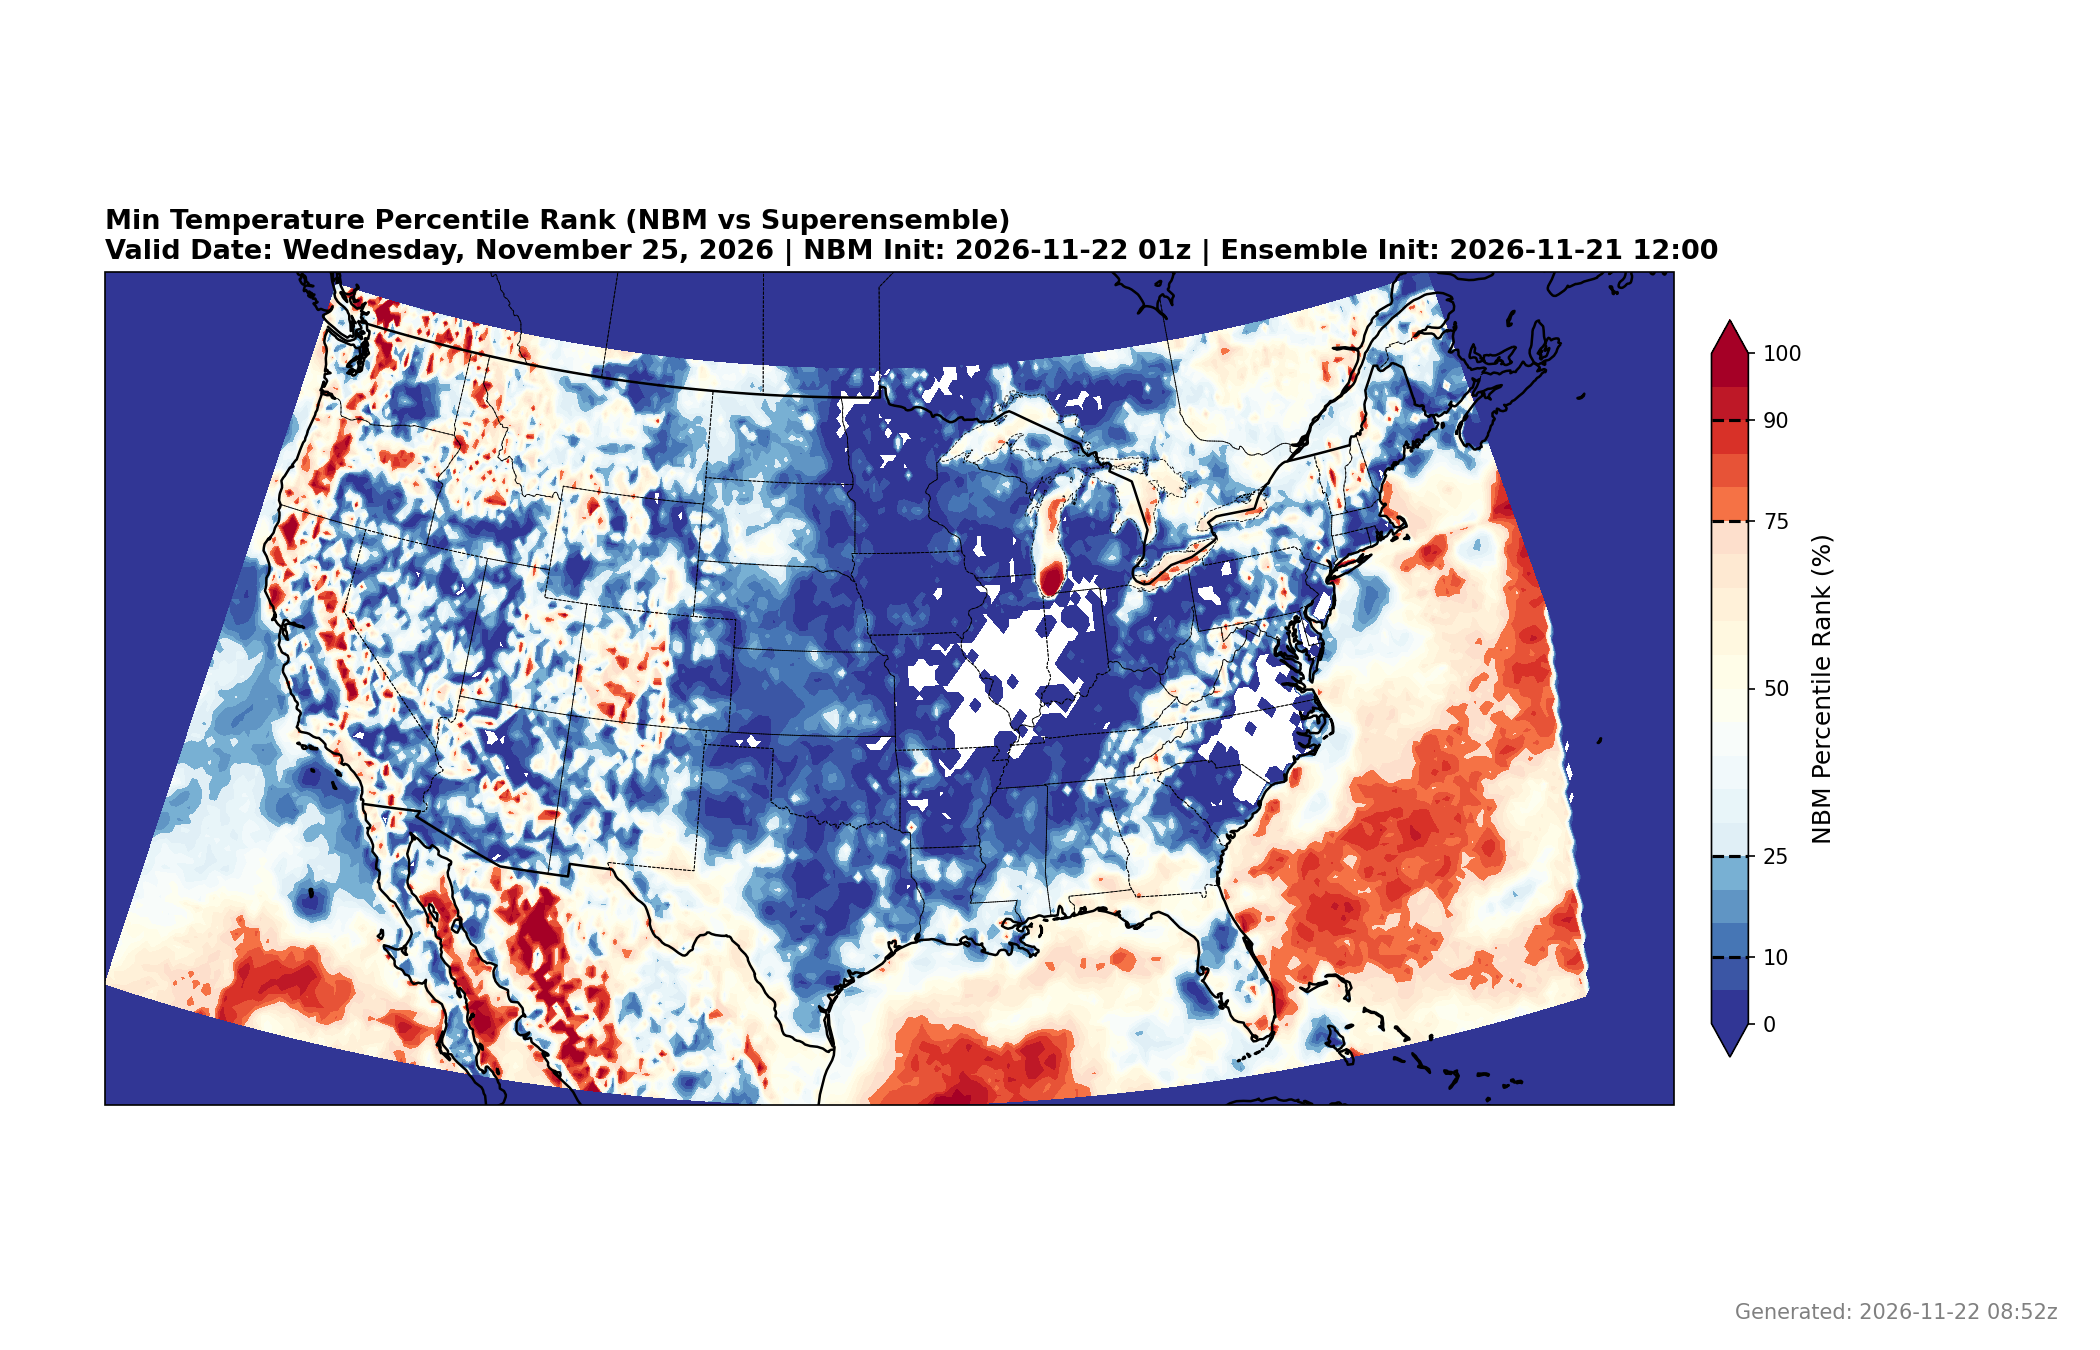 Min Temperature Percentile Rank (NBM vs Superensemble)
Valid Date: Wednesday, November 25, 2026 | NBM Init: 2026-11-22 01z | Ensemble Init: 2026-11-21 12:00
100
90
75
50
25
10
0
NBM Percentile Rank (%)
Generated: 2026-11-22 08:52z